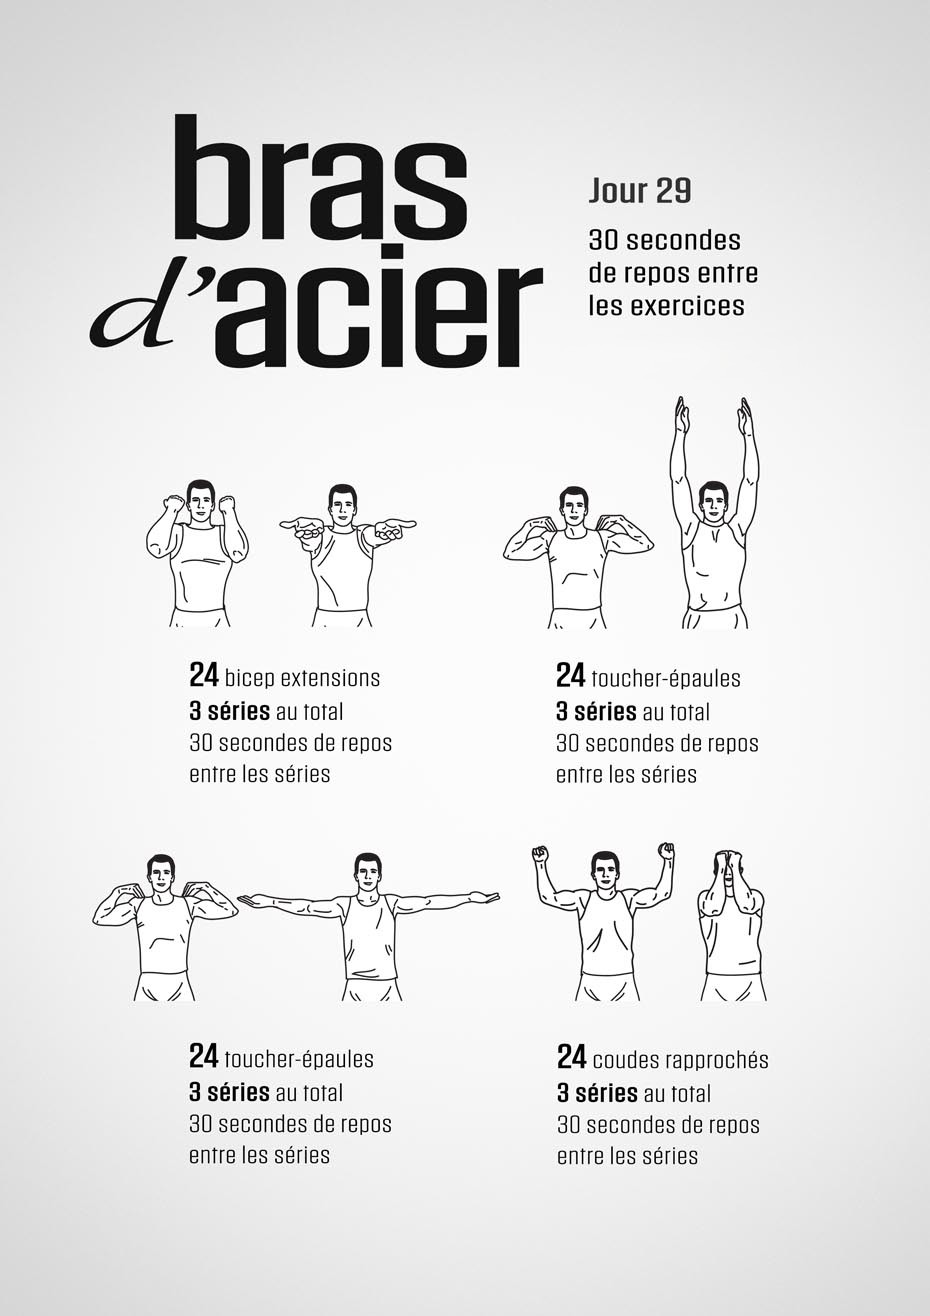 bras
d'acier
Jour 29
30 secondes
de repos entre
les exercices
24 bicep extensions
3 séries au total
30 secondes de repos
entre les séries
24 toucher-épaules
3 séries au total
30 secondes de repos
entre les séries
24 toucher-épaules
3 séries au total
30 secondes de repos
entre les séries
24 coudes rapprochés
3 séries au total
30 secondes de repos
entre les séries